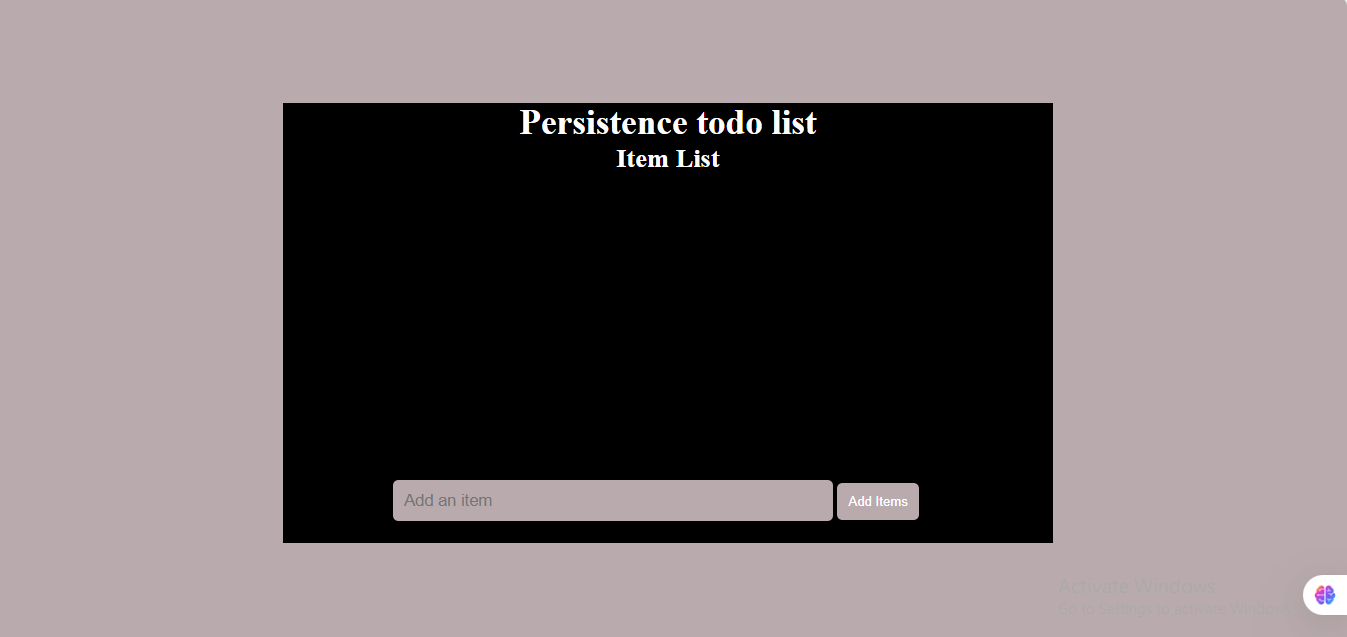 Persistence todo list
Item List
Add an item
Add Items
Activate Windows
Go to Settings to activate Windows.